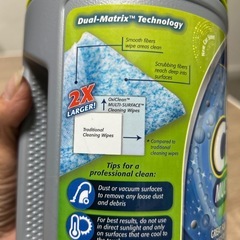 Dual-Matrix™ Technology
Smooth fibers
wipe areas clean
Scrubbing fibers
reach deep into
surfaces
2X
LARGER!
OxiClean™
MULTI-SURFACE™
Cleaning Wipes
Traditional
Cleaning Wipes
Compared to
traditional
cleaning wipes
Tips for a
professional clean:
Dust or vacuum surfaces
to remove any loose dust
and debris
For best results, do not use
in direct sunlight and only
on surfaces that are cool to